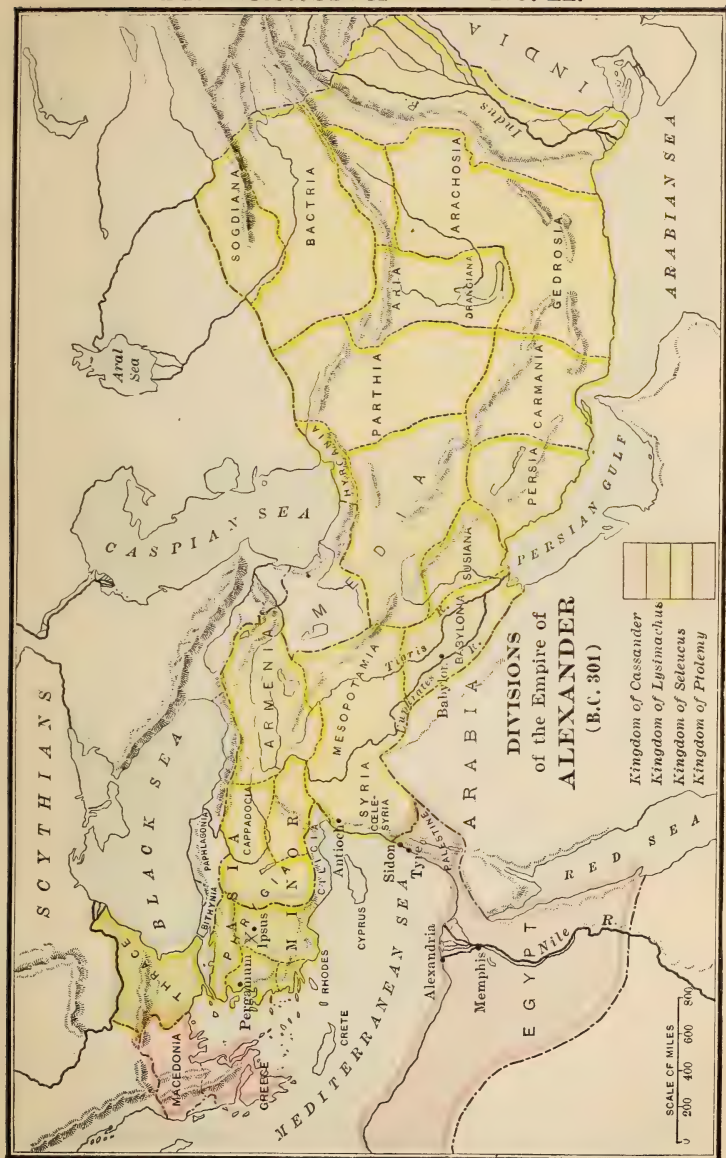 DIVISIONS
of the Empire of
ALEXANDER
(B.C. 301)
Kingdom of Cassander
Kingdom of Lysimachus
Kingdom of Seleucus
Kingdom of Ptolemy
SCALE CF MILES
0 200 400 600 800
SCYTHIANS
BLACK SEA
CASPIAN SEA
Aral
Sea
SOGDIANA
BACTRIA
INDIA
Indus R.
ARACHOSIA
ARIA
DRANGIANA
GEDROSIA
PARTHIA
HYRCANIA
CARMANIA
PERSIA
MEDIA
SUSIANA
PERSIAN GULF
ARABIAN SEA
ARMENIA
MESOPOTAMIA
Tigris R.
BABYLONIA
Babylon
Euphrates R.
THRACE
MACEDONIA
GREECE
BITHYNIA
PAPHLAGONIA
CAPPADOCIA
PHRYGIA
ASIA
MINOR
Pergamum
Ipsus
CILICIA
RHODES
CRETE
CYPRUS
MEDITERRANEAN SEA
SYRIA
CŒLE-
SYRIA
Antioch
Sidon
Tyre
PALESTINE
ARABIA
RED SEA
Alexandria
Memphis
EGYPT
Nile R.